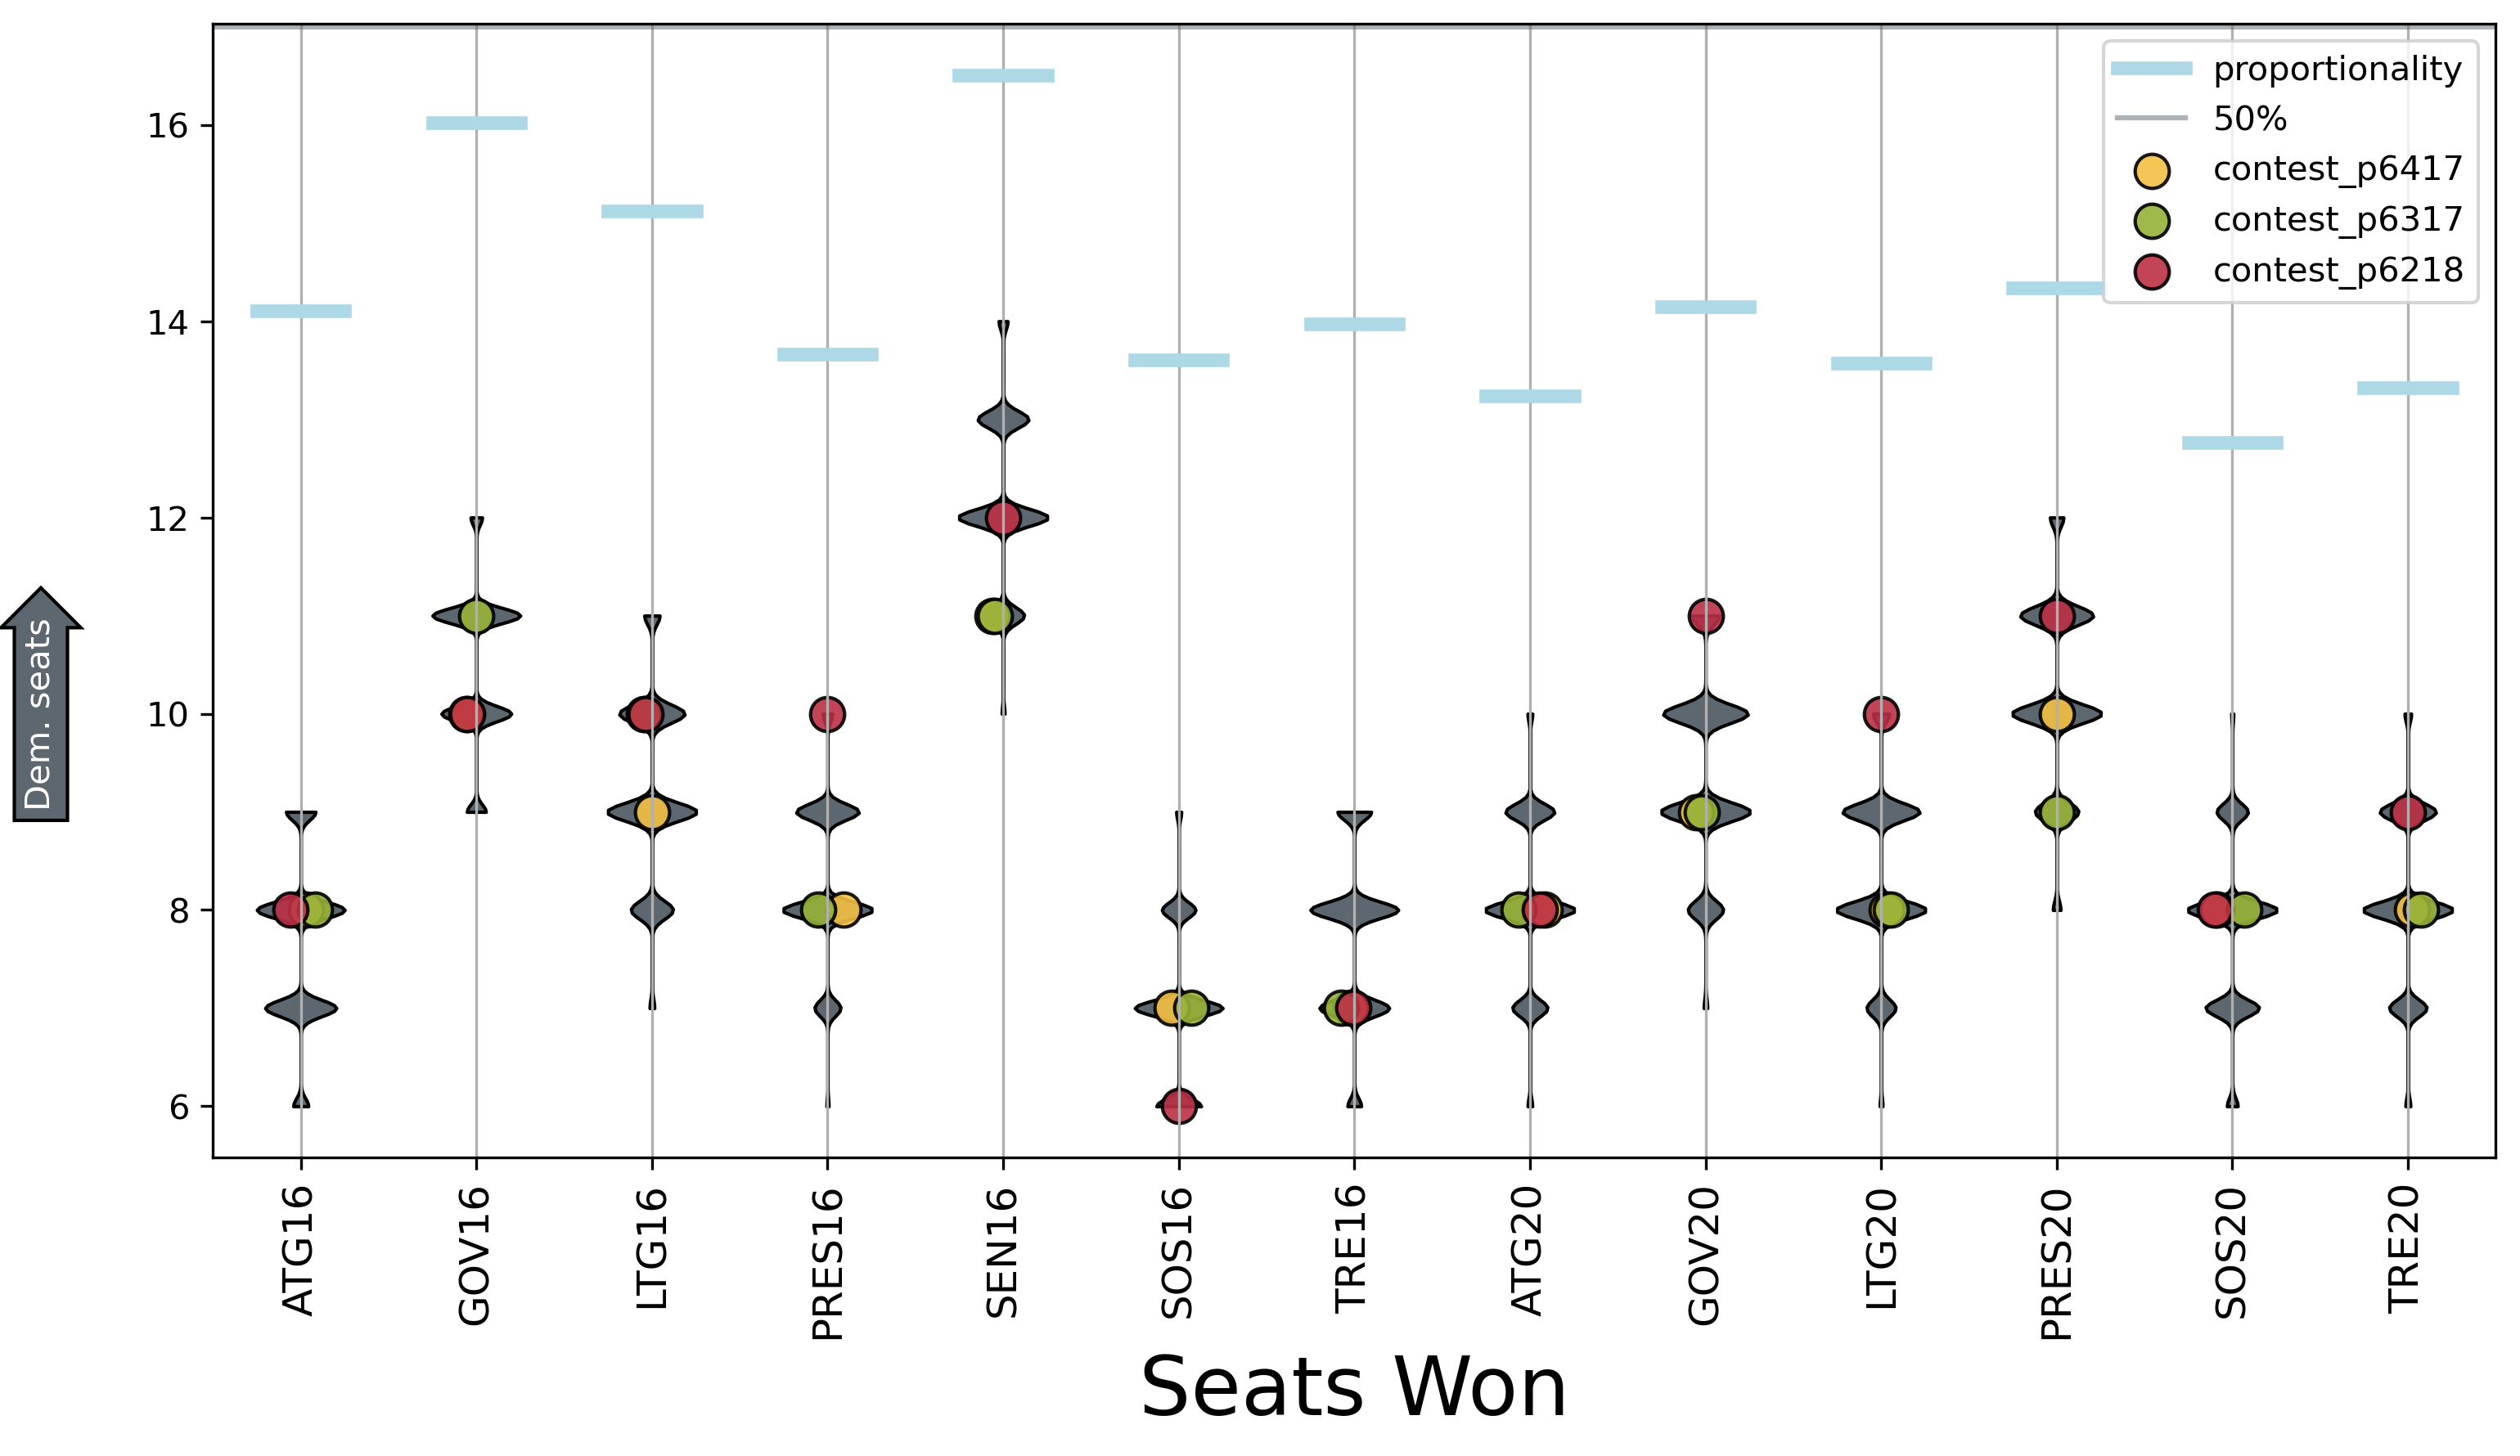 proportionality
50%
contest_p6417
contest_p6317
contest_p6218
16
14
12
10
8
6
Dem. seats
ATG16
GOV16
LTG16
PRES16
SEN16
SOS16
TRE16
ATG20
GOV20
LTG20
PRES20
SOS20
TRE20
Seats Won